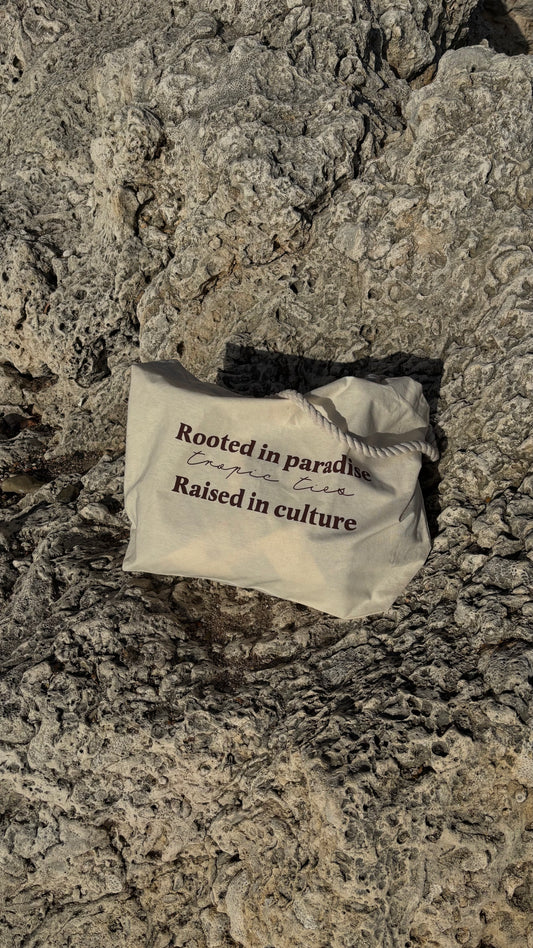 Rooted in paradise
tropic ties
Raised in culture